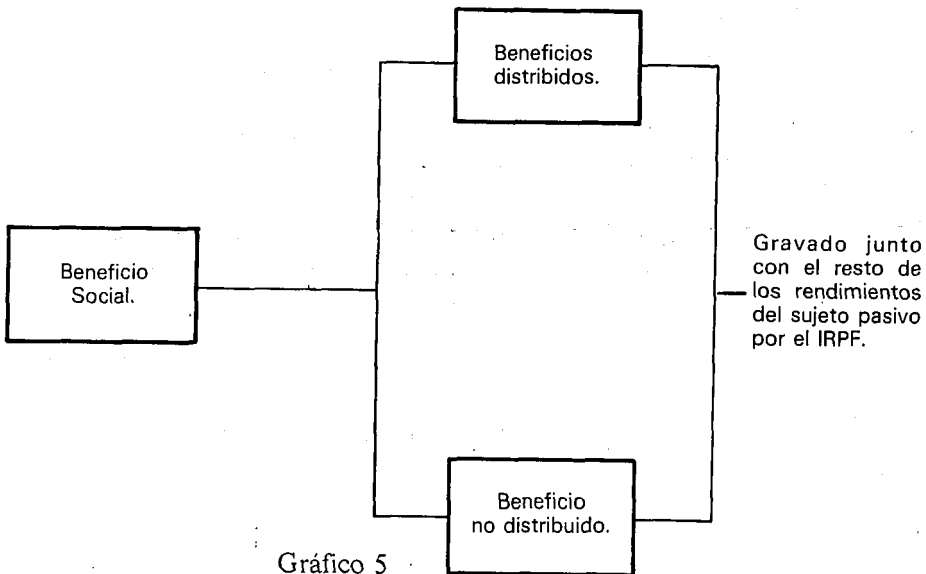 Beneficios
distribidos.
Beneficio
Social.
Gravado junto
con el resto de
los rendimientos
del sujeto pasivo
por el IRPF.
Beneficio
no distribuido.
Gráfico 5